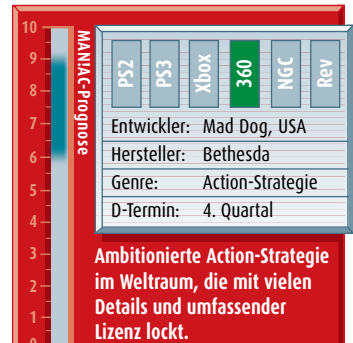 10
9
8
7
6
5
4
3
2
1
0
MAN!AC-Prognose
PS2 PS3 Xbox 360 NGC Rev
Entwickler: Mad Dog, USA
Hersteller: Bethesda
Genre: Action-Strategie
D-Termin: 4. Quartal
Ambitionierte Action-Strategie
im Weltraum, die mit vielen
Details und umfassender
Lizenz lockt.